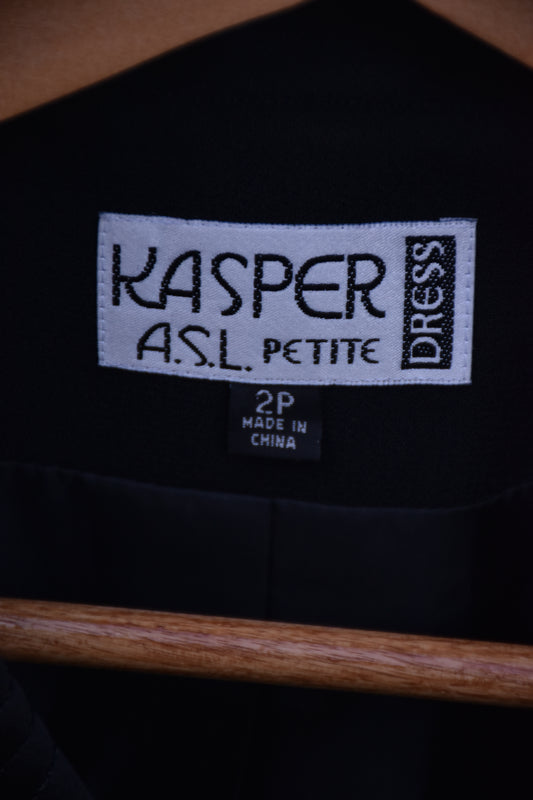 KASPER
A.S.L. PETITE
DRESS
2P
MADE IN
CHINA